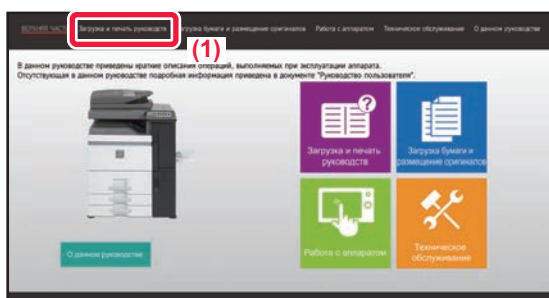 ВЕРХНЯЯ ЧАСТЬ Загрузка и печать руководств Загрузка бумаги и размещение оригиналов Работа с аппаратом Техническое обслуживание О данном руководстве
(1)
В данном руководстве приведены краткие описания операций, выполняемых при эксплуатации аппарата.
Отсутствующая в данном руководстве подробная информация приведена в документе "Руководство пользователя".
Загрузка и печать
руководств
Загрузка бумаги и
размещение оригиналов
Работа с аппаратом
Техническое
обслуживание
О данном руководстве